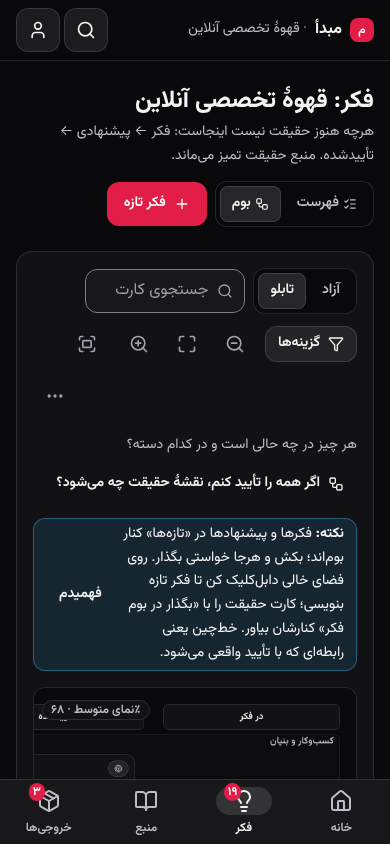 م مبدأ · قهوهٔ تخصصی آنلاین
فکر: قهوهٔ تخصصی آنلاین
هرچه هنوز حقیقت نیست اینجاست: فکر ← پیشنهادی ←
تأییدشده. منبع حقیقت تمیز می‌ماند.
فهرست بوم + فکر تازه
آزاد تابلو جستجوی کارت
گزینه‌ها
هر چیز در چه حالی است و در کدام دسته؟
اگر همه را تأیید کنم، نقشهٔ حقیقت چه می‌شود؟
نکته: فکرها و پیشنهادها در «تازه‌ها» کنار
بوم‌اند؛ بکش و هرجا خواستی بگذار. روی
فضای خالی دابل‌کلیک کن تا فکر تازه
بنویسی؛ کارت حقیقت را با «بگذار در بوم
فکر» کنارشان بیاور. خط‌چین یعنی
رابطه‌ای که با تأیید واقعی می‌شود.
فهمیدم
نمای متوسط · ۶۸٪
در فکر
کسب‌وکار و بنیان
۱۹ ۳
خانه فکر منبع خروجی‌ها